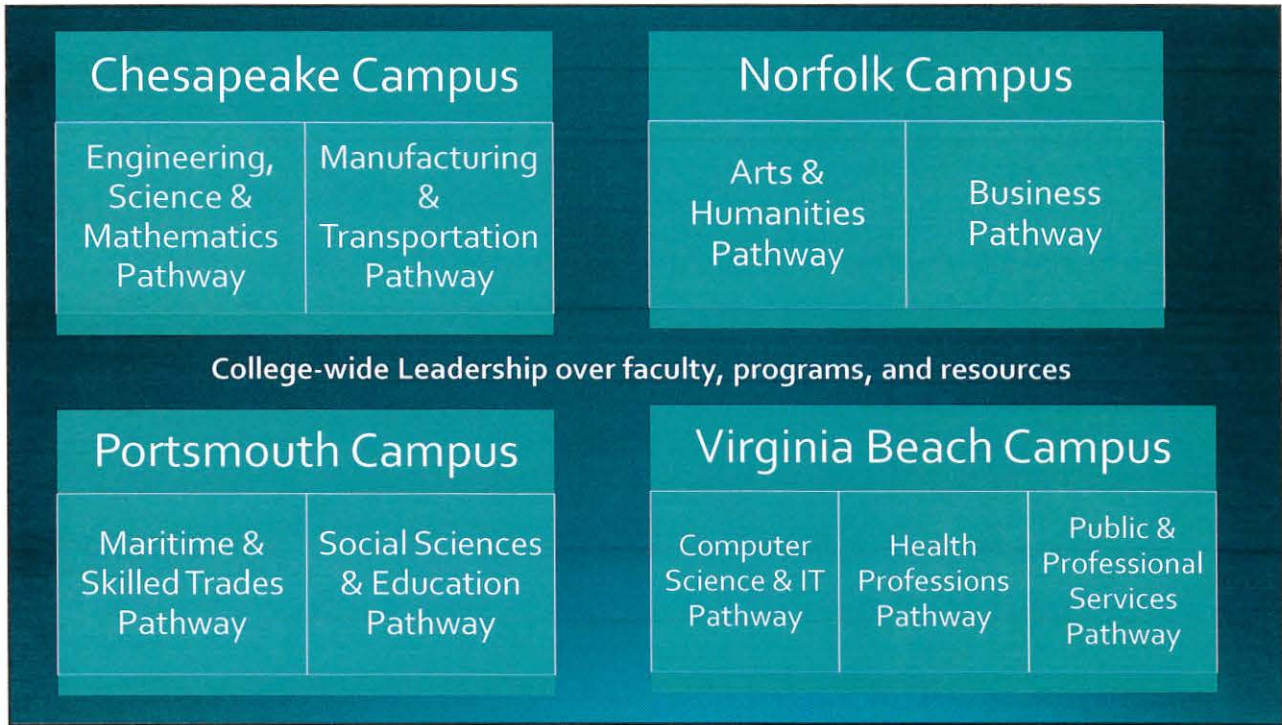 Chesapeake Campus
Engineering,
Science &
Mathematics
Pathway
Manufacturing
&
Transportation
Pathway
Norfolk Campus
Arts &
Humanities
Pathway
Business
Pathway
College-wide Leadership over faculty, programs, and resources
Portsmouth Campus
Maritime &
Skilled Trades
Pathway
Social Sciences
& Education
Pathway
Virginia Beach Campus
Computer
Science & IT
Pathway
Health
Professions
Pathway
Public &
Professional
Services
Pathway